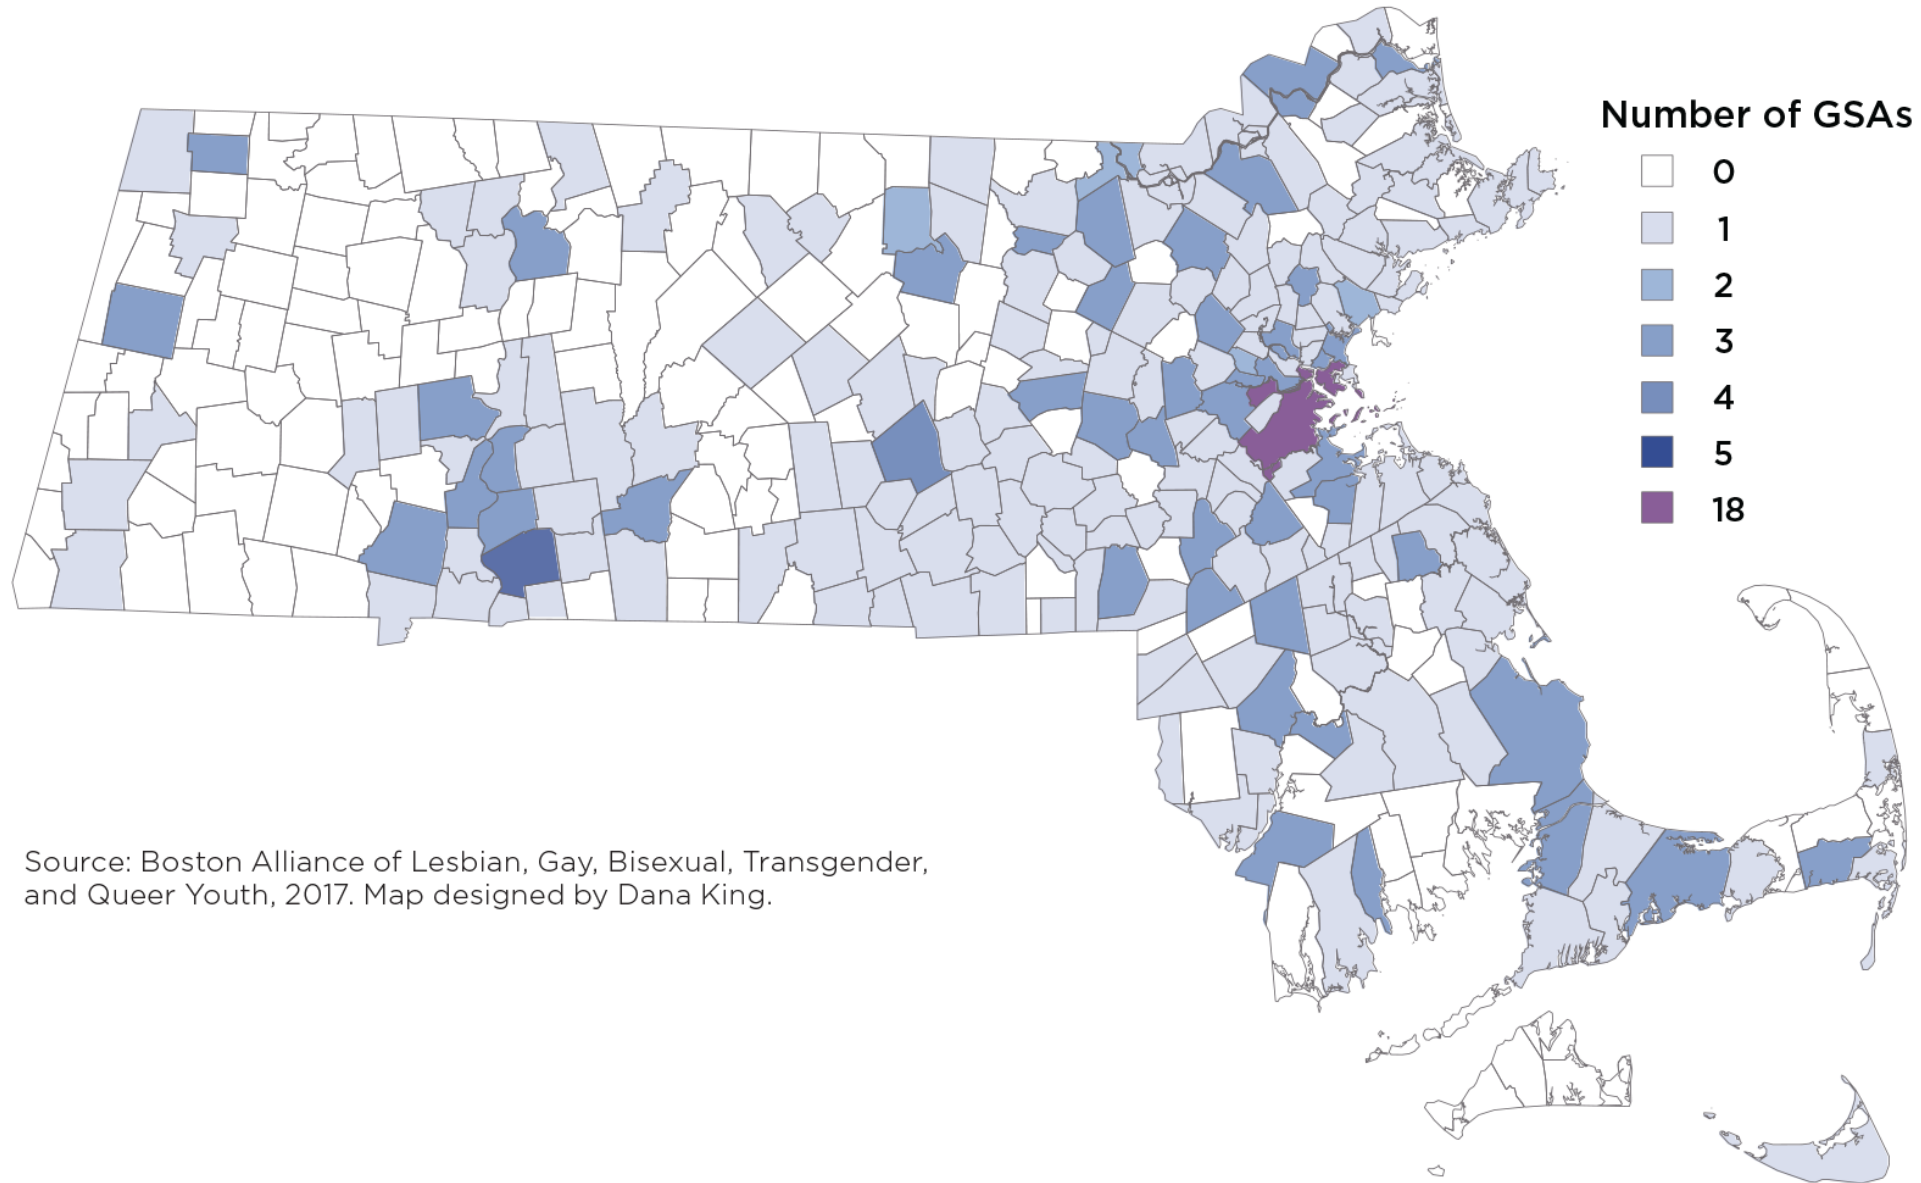 Number of GSAs
0
1
2
3
4
5
18
Source: Boston Alliance of Lesbian, Gay, Bisexual, Transgender,
and Queer Youth, 2017. Map designed by Dana King.